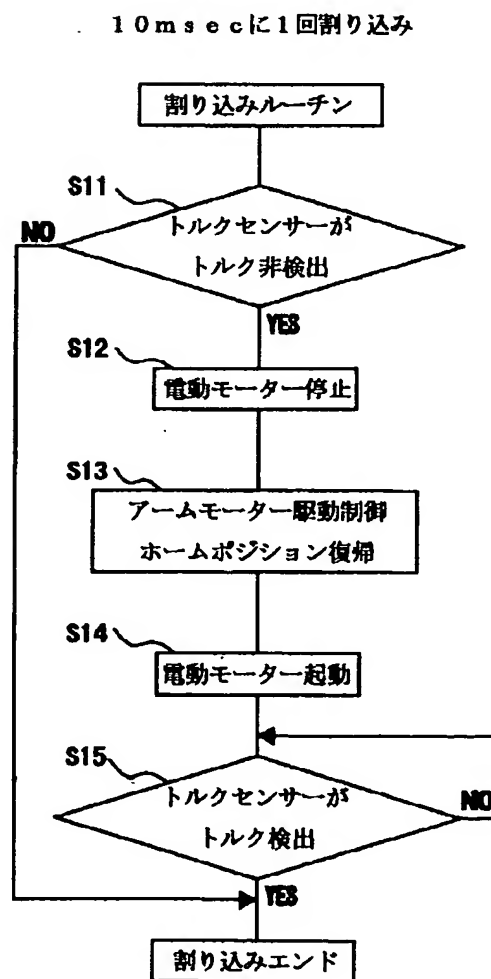 10msecに1回割り込み
割り込みルーチン
S11
NO
トルクセンサーが
トルク非検出
YES
S12
電動モーター停止
S13
アームモーター駆動制御
ホームポジション復帰
S14
電動モーター起動
S15
トルクセンサーが
NO
トルク検出
YES
割り込みエンド